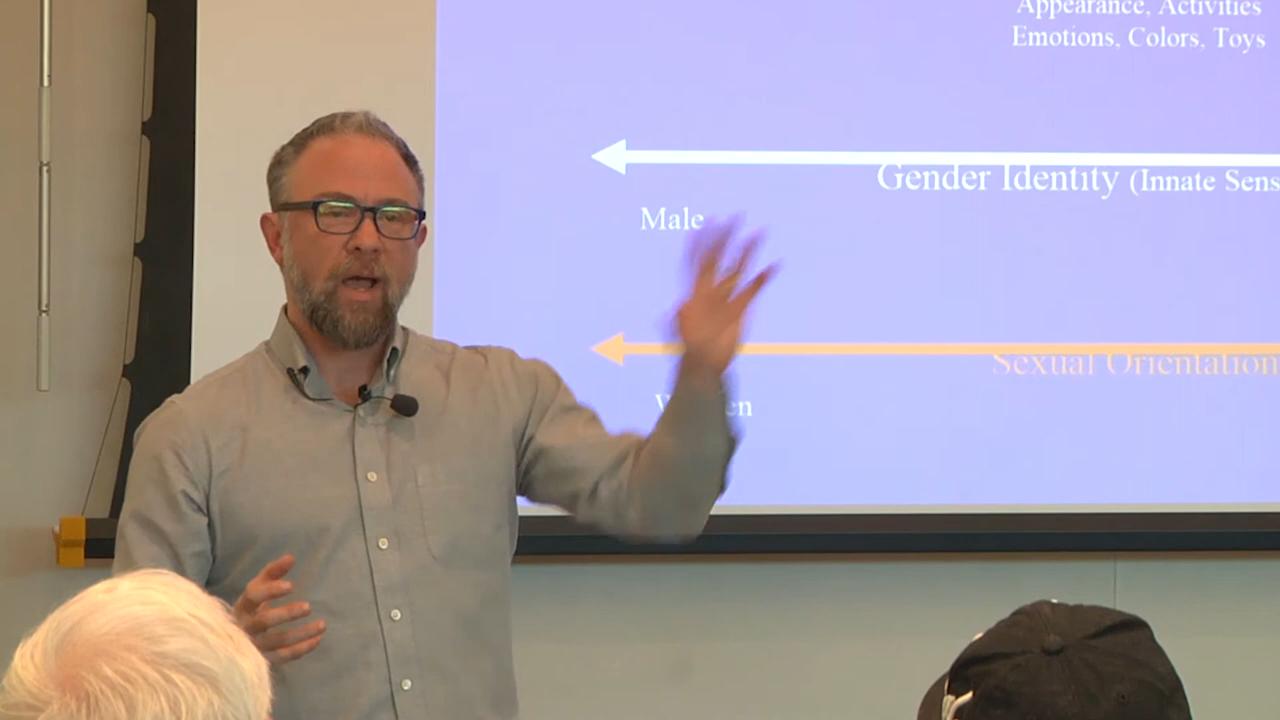 Appearance, Activities
Emotions, Colors, Toys
Gender Identity (Innate Sens
Male
Sexual Orientation